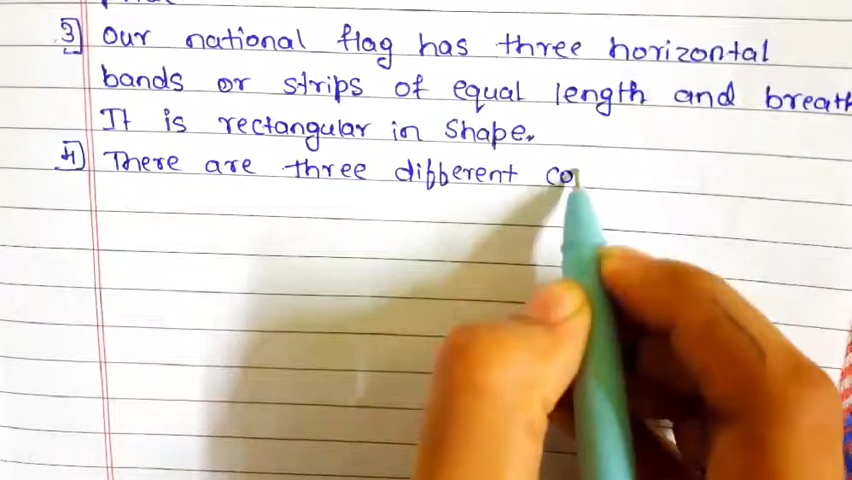 3] Our national flag has three horizontal
bands or strips of equal length and breath
It is rectangular in shape.
4] There are three different co